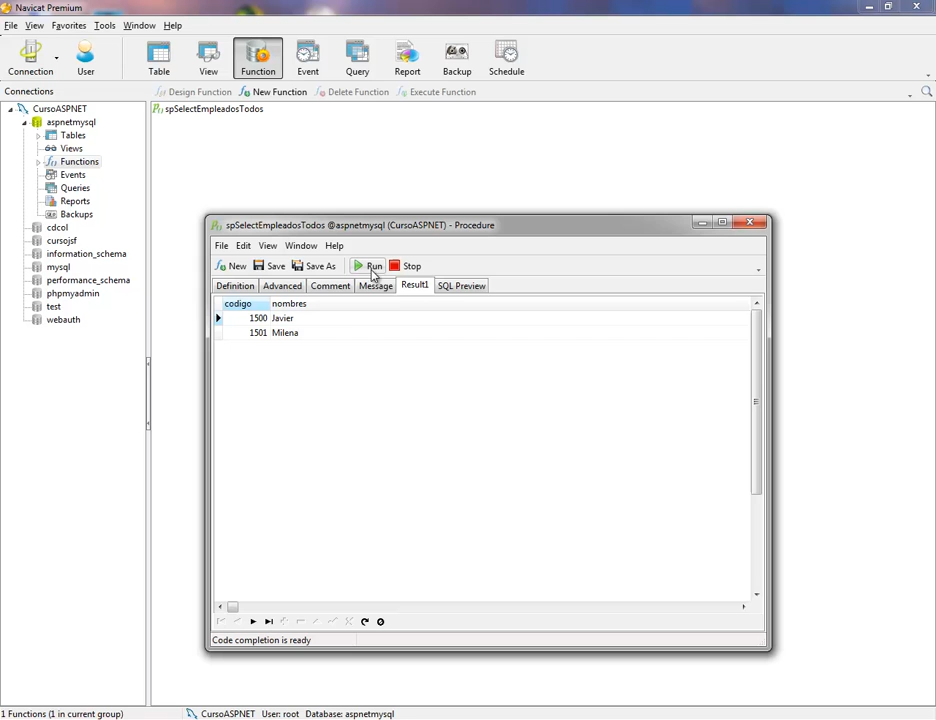 Navicat Premium
File View Favorites Tools Window Help
Connection User Table View Function Event Query Report Backup Schedule
Connections Design Function New Function Delete Function Execute Function
CursoASPNET
aspnetmysql
Tables
Views
Functions
Events
Queries
Reports
Backups
cdcol
cursojsf
information_schema
mysql
performance_schema
phpmyadmin
test
webauth
spSelectEmpleadosTodos
spSelectEmpleadosTodos @aspnetmysql (CursoASPNET) - Procedure
File Edit View Window Help
New Save Save As Run Stop
Definition Advanced Comment Message Result1 SQL Preview
codigo nombres
1500 Javier
1501 Milena
Code completion is ready
1 Functions (1 in current group) CursoASPNET User: root Database: aspnetmysql